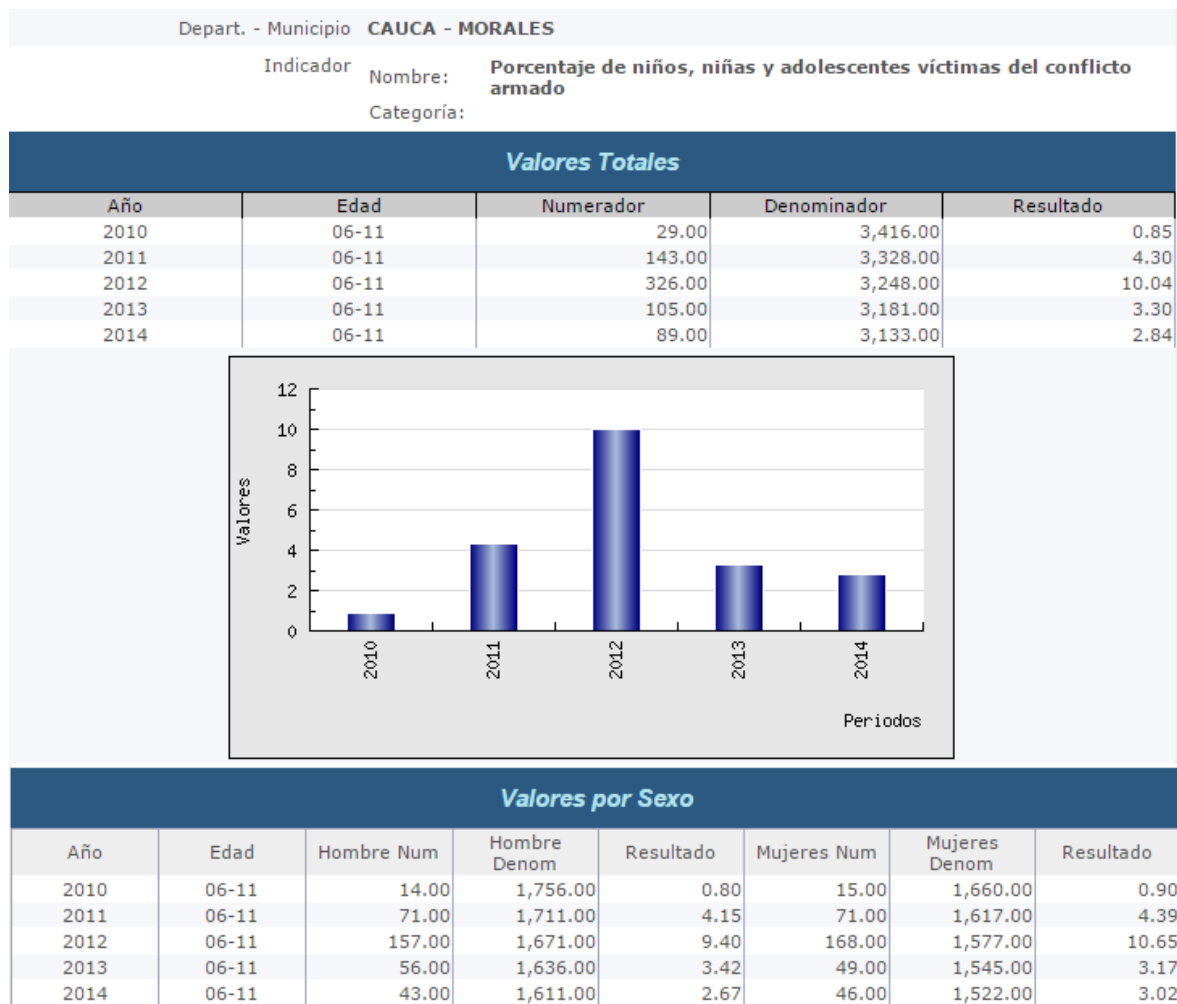 Depart. - Municipio CAUCA - MORALES
Indicador Nombre: Porcentaje de niños, niñas y adolescentes víctimas del conflicto
armado
Categoría:
Valores Totales
Año Edad Numerador Denominador Resultado
2010 06-11 29.00 3,416.00 0.85
2011 06-11 143.00 3,328.00 4.30
2012 06-11 326.00 3,248.00 10.04
2013 06-11 105.00 3,181.00 3.30
2014 06-11 89.00 3,133.00 2.84
12
10
8
6
4
2
0
Valores
2010 2011 2012 2013 2014
Periodos
Valores por Sexo
Año Edad Hombre Num Hombre Denom Resultado Mujeres Num Mujeres Denom Resultado
2010 06-11 14.00 1,756.00 0.80 15.00 1,660.00 0.90
2011 06-11 71.00 1,711.00 4.15 71.00 1,617.00 4.39
2012 06-11 157.00 1,671.00 9.40 168.00 1,577.00 10.65
2013 06-11 56.00 1,636.00 3.42 49.00 1,545.00 3.17
2014 06-11 43.00 1,611.00 2.67 46.00 1,522.00 3.02